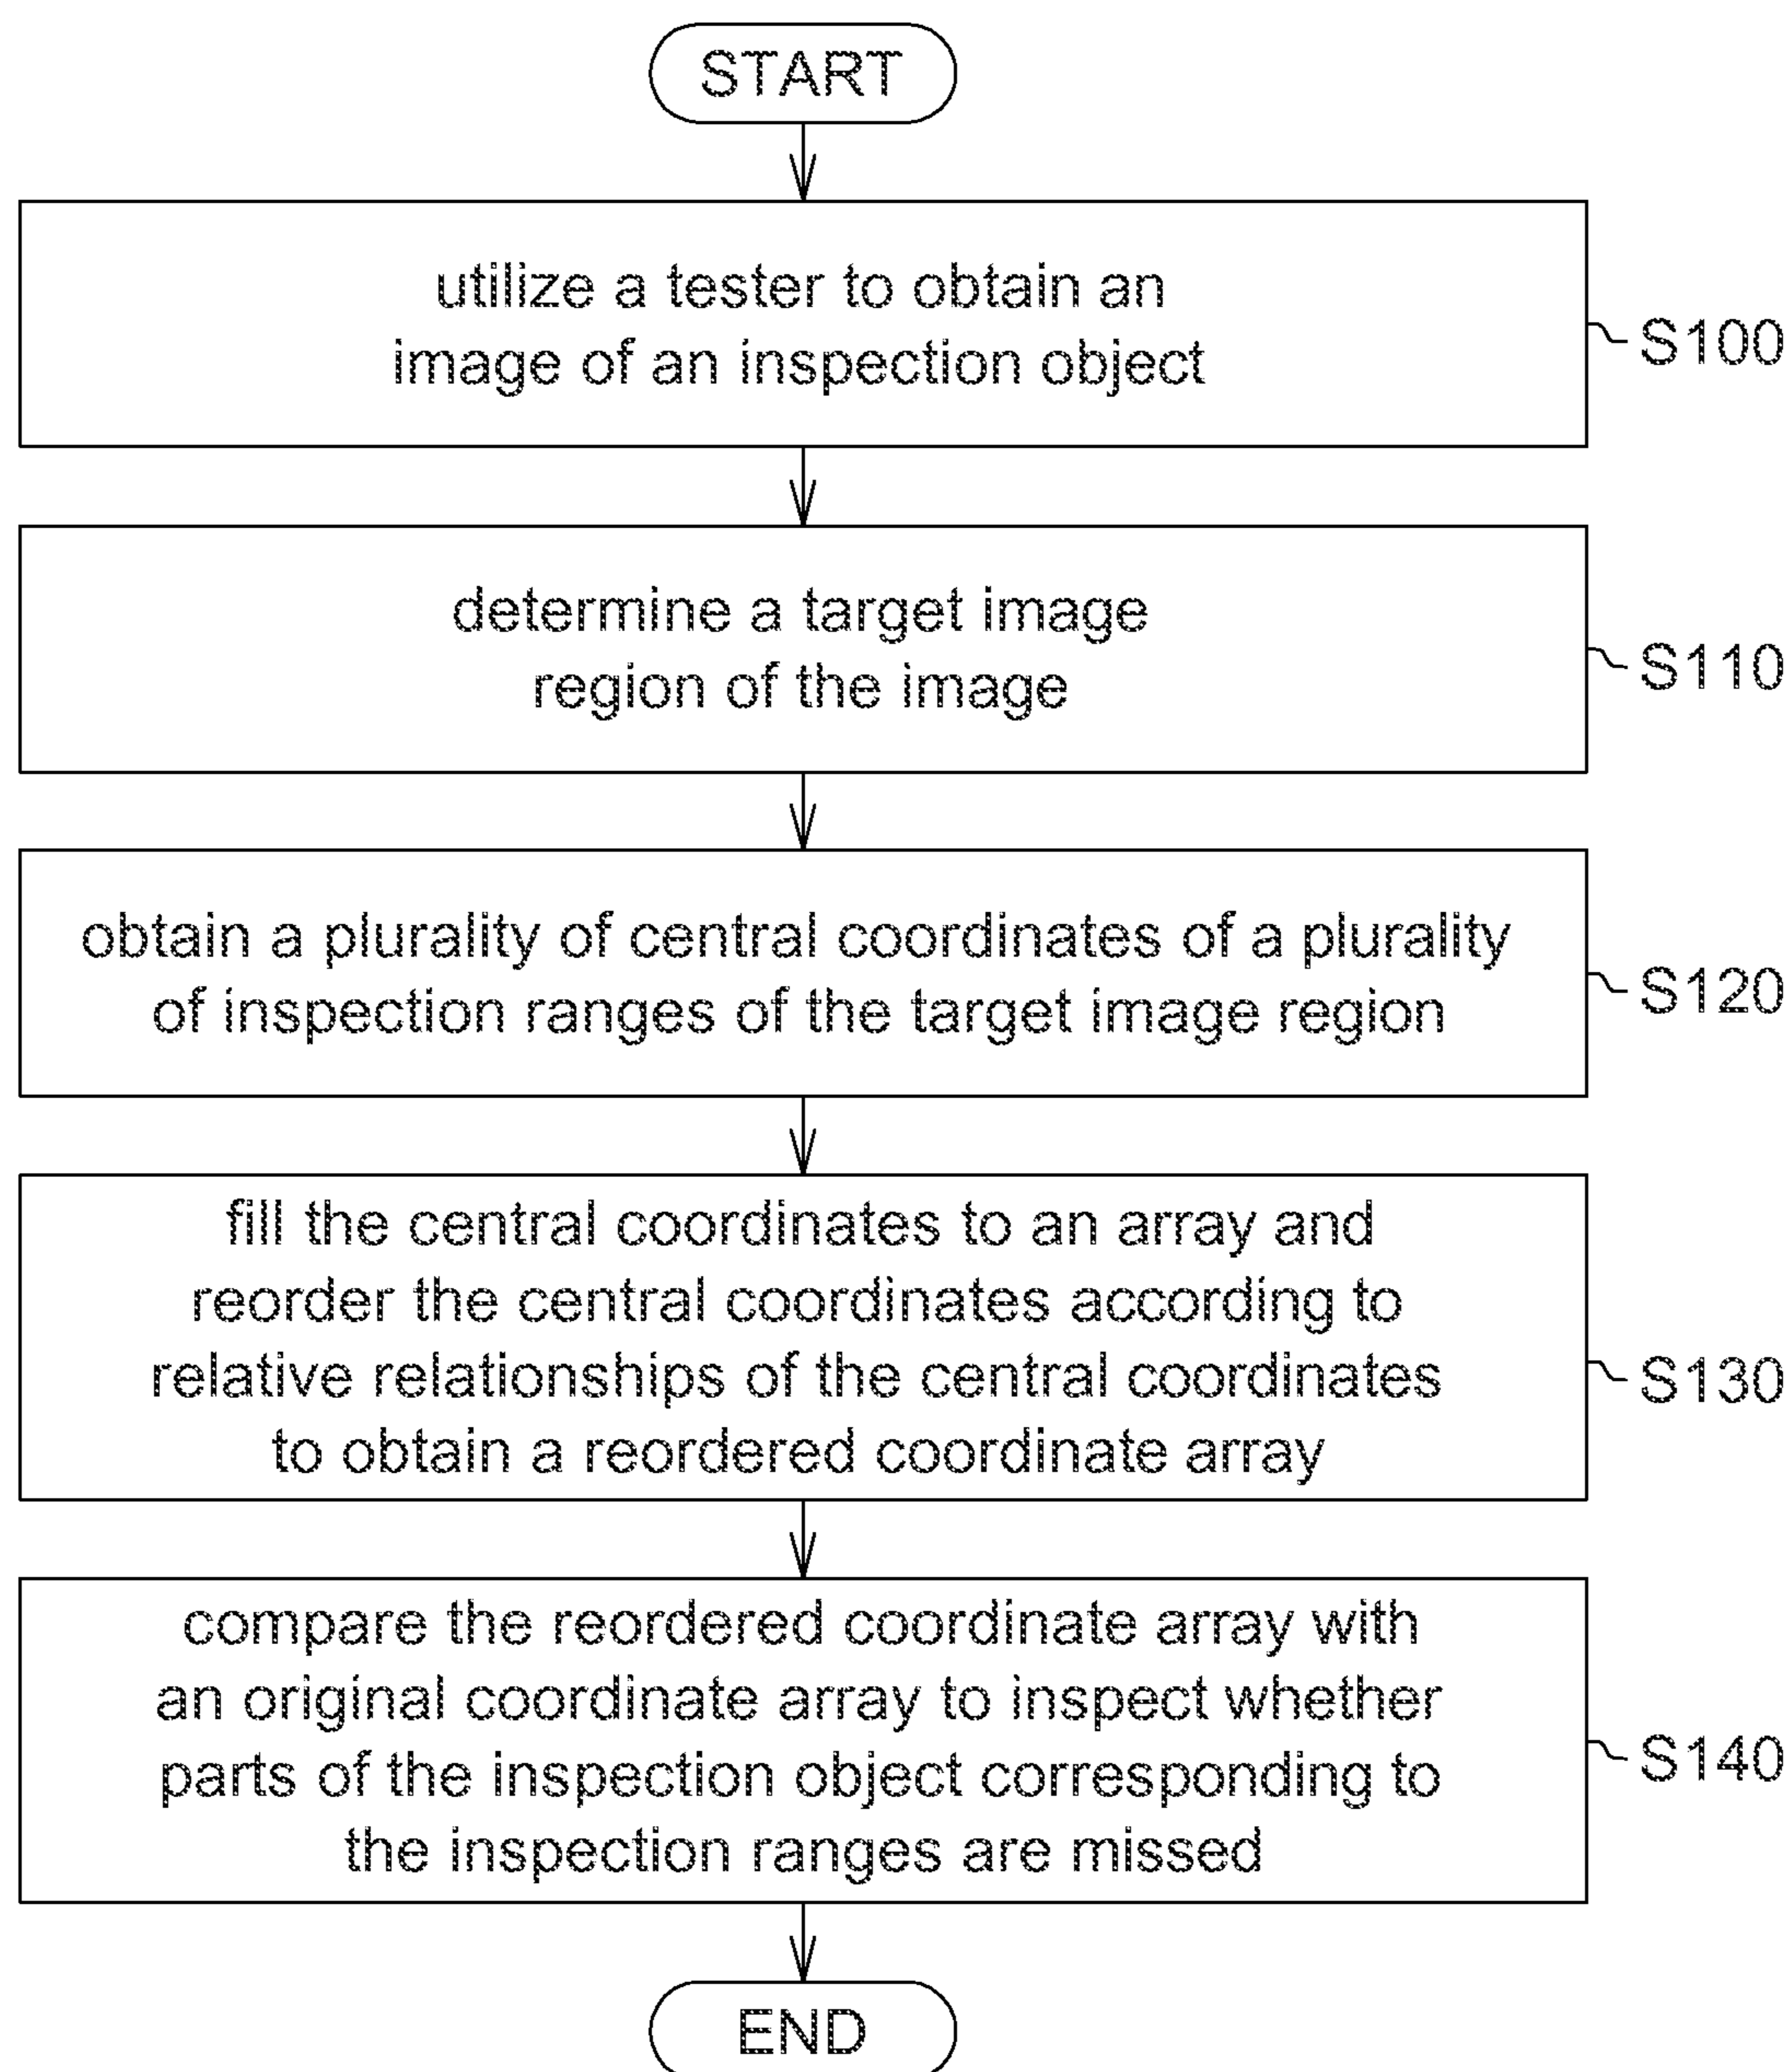 START
utilize a tester to obtain an
image of an inspection object
S100
determine a target image
region of the image
S110
obtain a plurality of central coordinates of a plurality
of inspection ranges of the target image region
S120
fill the central coordinates to an array and
reorder the central coordinates according to
relative relationships of the central coordinates
to obtain a reordered coordinate array
S130
compare the reordered coordinate array with
an original coordinate array to inspect whether
parts of the inspection object corresponding to
the inspection ranges are missed
S140
END